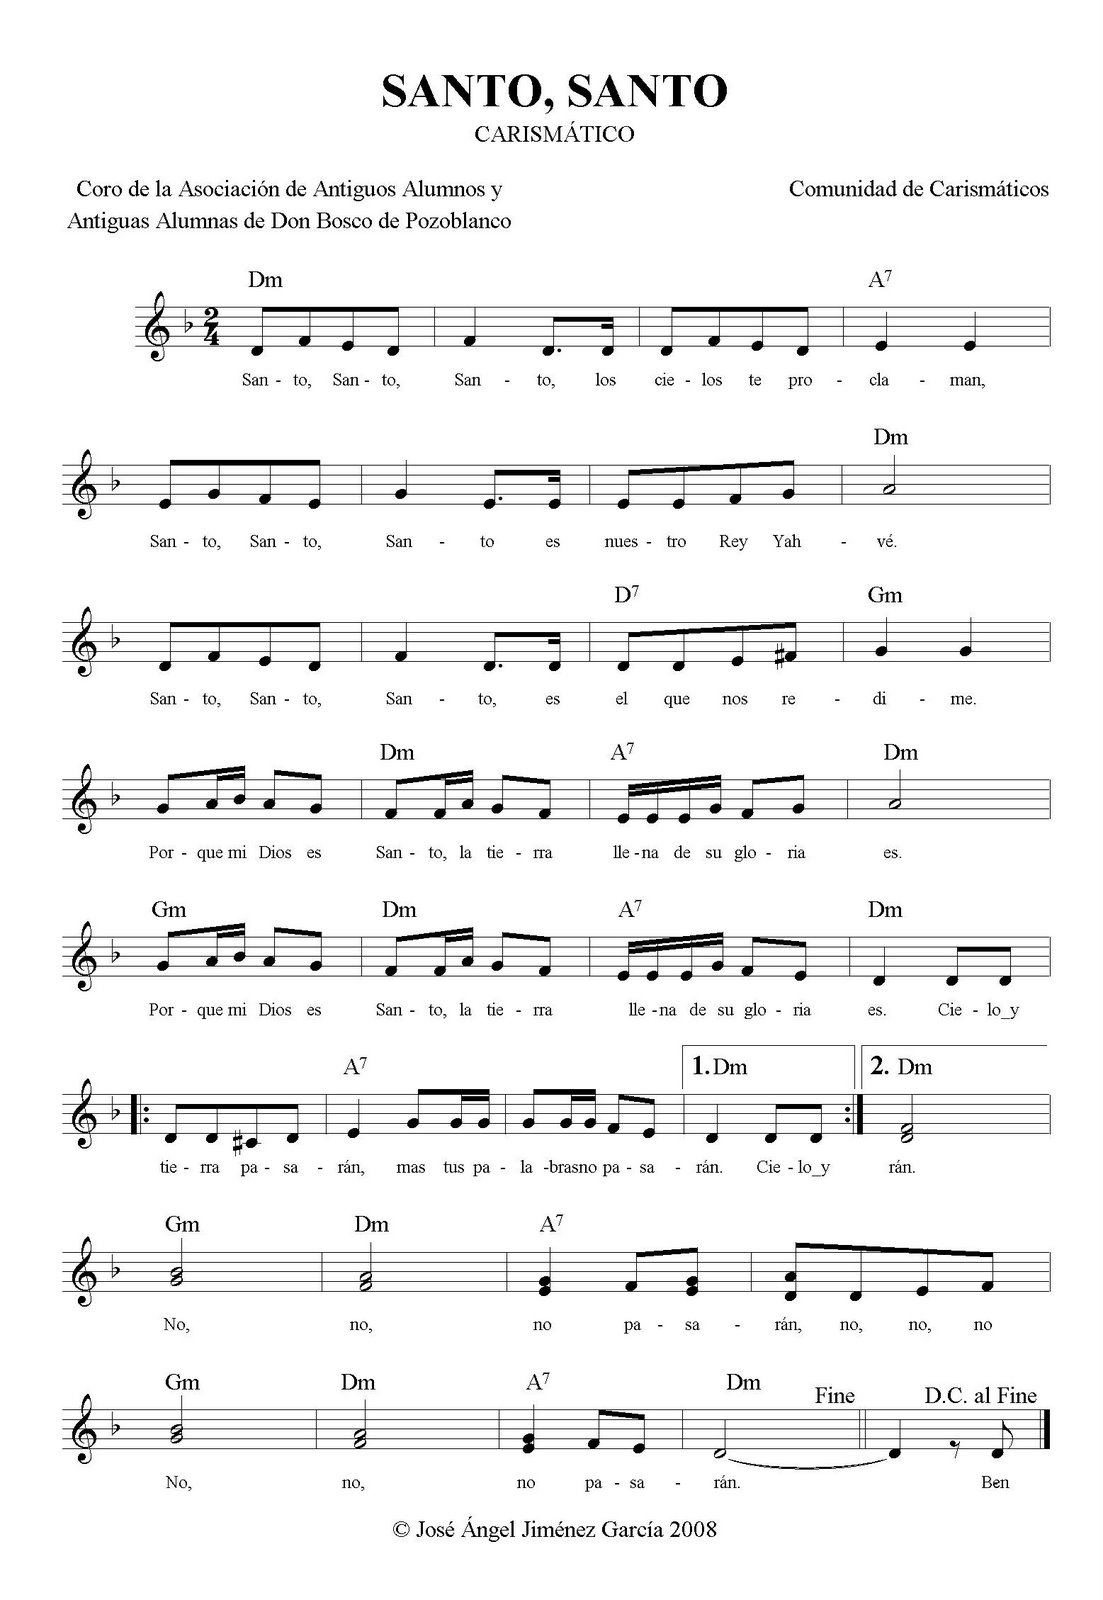 SANTO, SANTO
CARISMÁTICO
Coro de la Asociación de Antiguos Alumnos y
Antiguas Alumnas de Don Bosco de Pozoblanco
Comunidad de Carismáticos
Dm A7
2
4
San - to, San - to, San - to, los cie - los te pro - cla - man,
Dm
San - to, San - to, San - to es nues - tro Rey Yah - vé.
D7 Gm
San - to, San - to, San - to, es el que nos re - di - me.
Dm A7 Dm
Por - que mi Dios es San - to, la tie - rra lle - na de su glo - ria es.
Gm Dm A7 Dm
Por - que mi Dios es San - to, la tie - rra lle - na de su glo - ria es. Cie - lo_y
A7 1. Dm 2. Dm
tie - rra pa - sa - rán, mas tus pa - la -brasno pa - sa - rán. Cie - lo_y rán.
Gm Dm A7
No, no, no pa - sa - rán, no, no, no
Gm Dm A7 Dm Fine D.C. al Fine
No, no, no pa - sa - rán. Ben
© José Ángel Jiménez García 2008